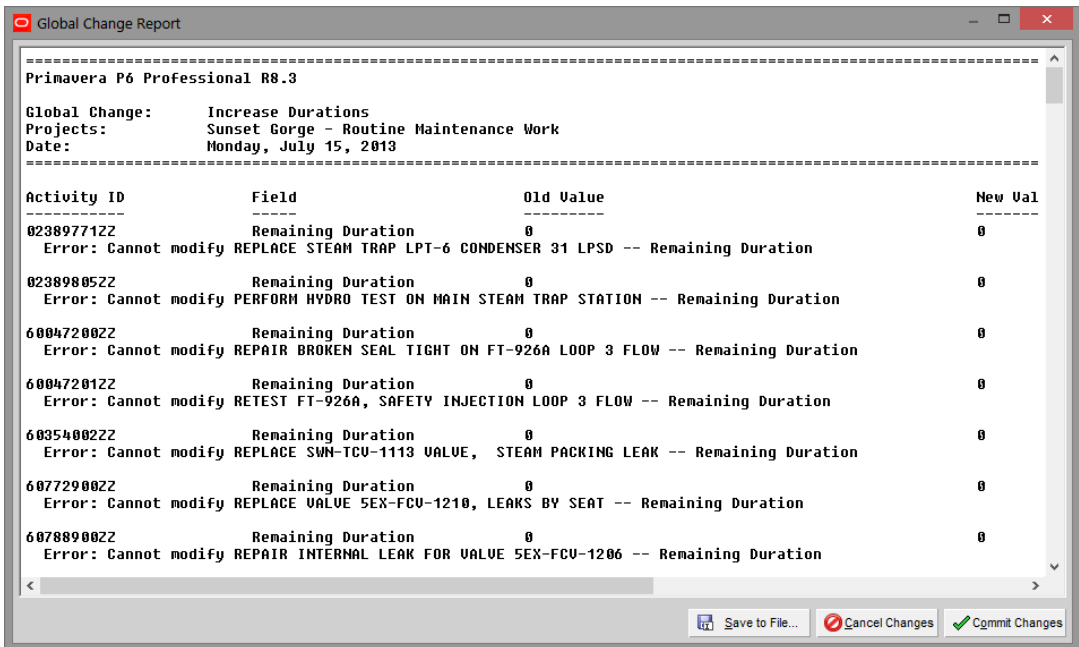 Global Change Report
==================================================================================================================
Primavera P6 Professional R8.3
Global Change: Increase Durations
Projects: Sunset Gorge - Routine Maintenance Work
Date: Monday, July 15, 2013
==================================================================================================================
Activity ID Field Old Value New Val
----------- ----- --------- -------
02389771ZZ Remaining Duration 0 0
Error: Cannot modify REPLACE STEAM TRAP LPT-6 CONDENSER 31 LPSD -- Remaining Duration
02389805ZZ Remaining Duration 0 0
Error: Cannot modify PERFORM HYDRO TEST ON MAIN STEAM TRAP STATION -- Remaining Duration
60047200ZZ Remaining Duration 0 0
Error: Cannot modify REPAIR BROKEN SEAL TIGHT ON FT-926A LOOP 3 FLOW -- Remaining Duration
60047201ZZ Remaining Duration 0 0
Error: Cannot modify RETEST FT-926A, SAFETY INJECTION LOOP 3 FLOW -- Remaining Duration
60354002ZZ Remaining Duration 0 0
Error: Cannot modify REPLACE SWN-TCV-1113 VALVE,  STEAM PACKING LEAK -- Remaining Duration
60772900ZZ Remaining Duration 0 0
Error: Cannot modify REPLACE VALVE 5EX-FCV-1210, LEAKS BY SEAT -- Remaining Duration
60788900ZZ Remaining Duration 0 0
Error: Cannot modify REPAIR INTERNAL LEAK FOR VALVE 5EX-FCV-1206 -- Remaining Duration
Save to File... Cancel Changes Commit Changes